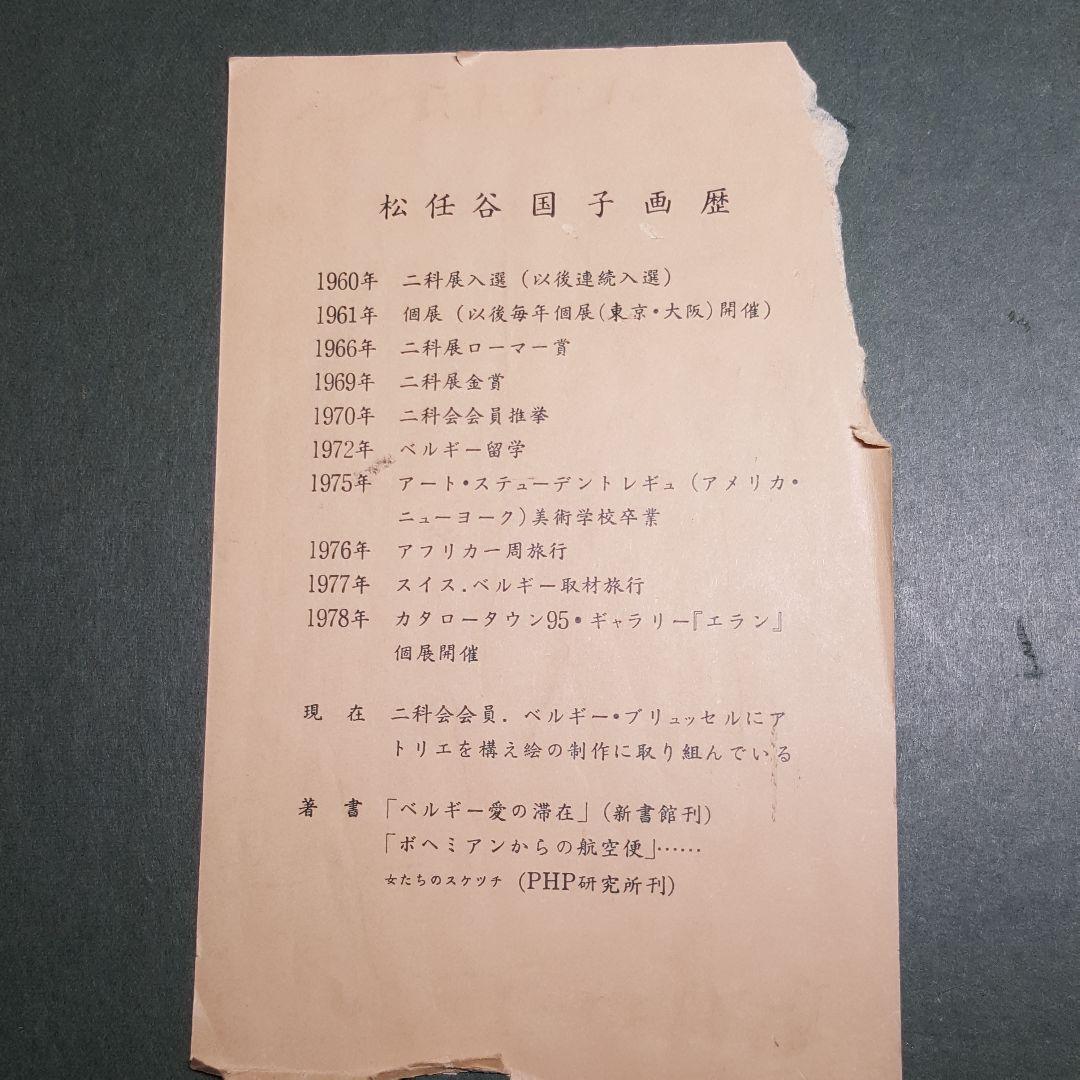 松任谷国子画歴
1960年 二科展入選(以後連続入選)
1961年 個展(以後毎年個展(東京・大阪)開催)
1966年 二科展ローマー賞
1969年 二科展金賞
1970年 二科会会員推挙
1972年 ベルギー留学
1975年 アート・ステューデントレギュ(アメリカ・
ニューヨーク)美術学校卒業
1976年 アフリカ一周旅行
1977年 スイス.ベルギー取材旅行
1978年 カタロータウン95・ギャラリー『エラン』
個展開催
現在 二科会会員.ベルギー・ブリュッセルにア
トリエを構え絵の制作に取り組んでいる
著書 「ベルギー愛の滞在」(新書館刊)
「ボヘミアンからの航空便」……
女たちのスケッチ (PHP研究所刊)